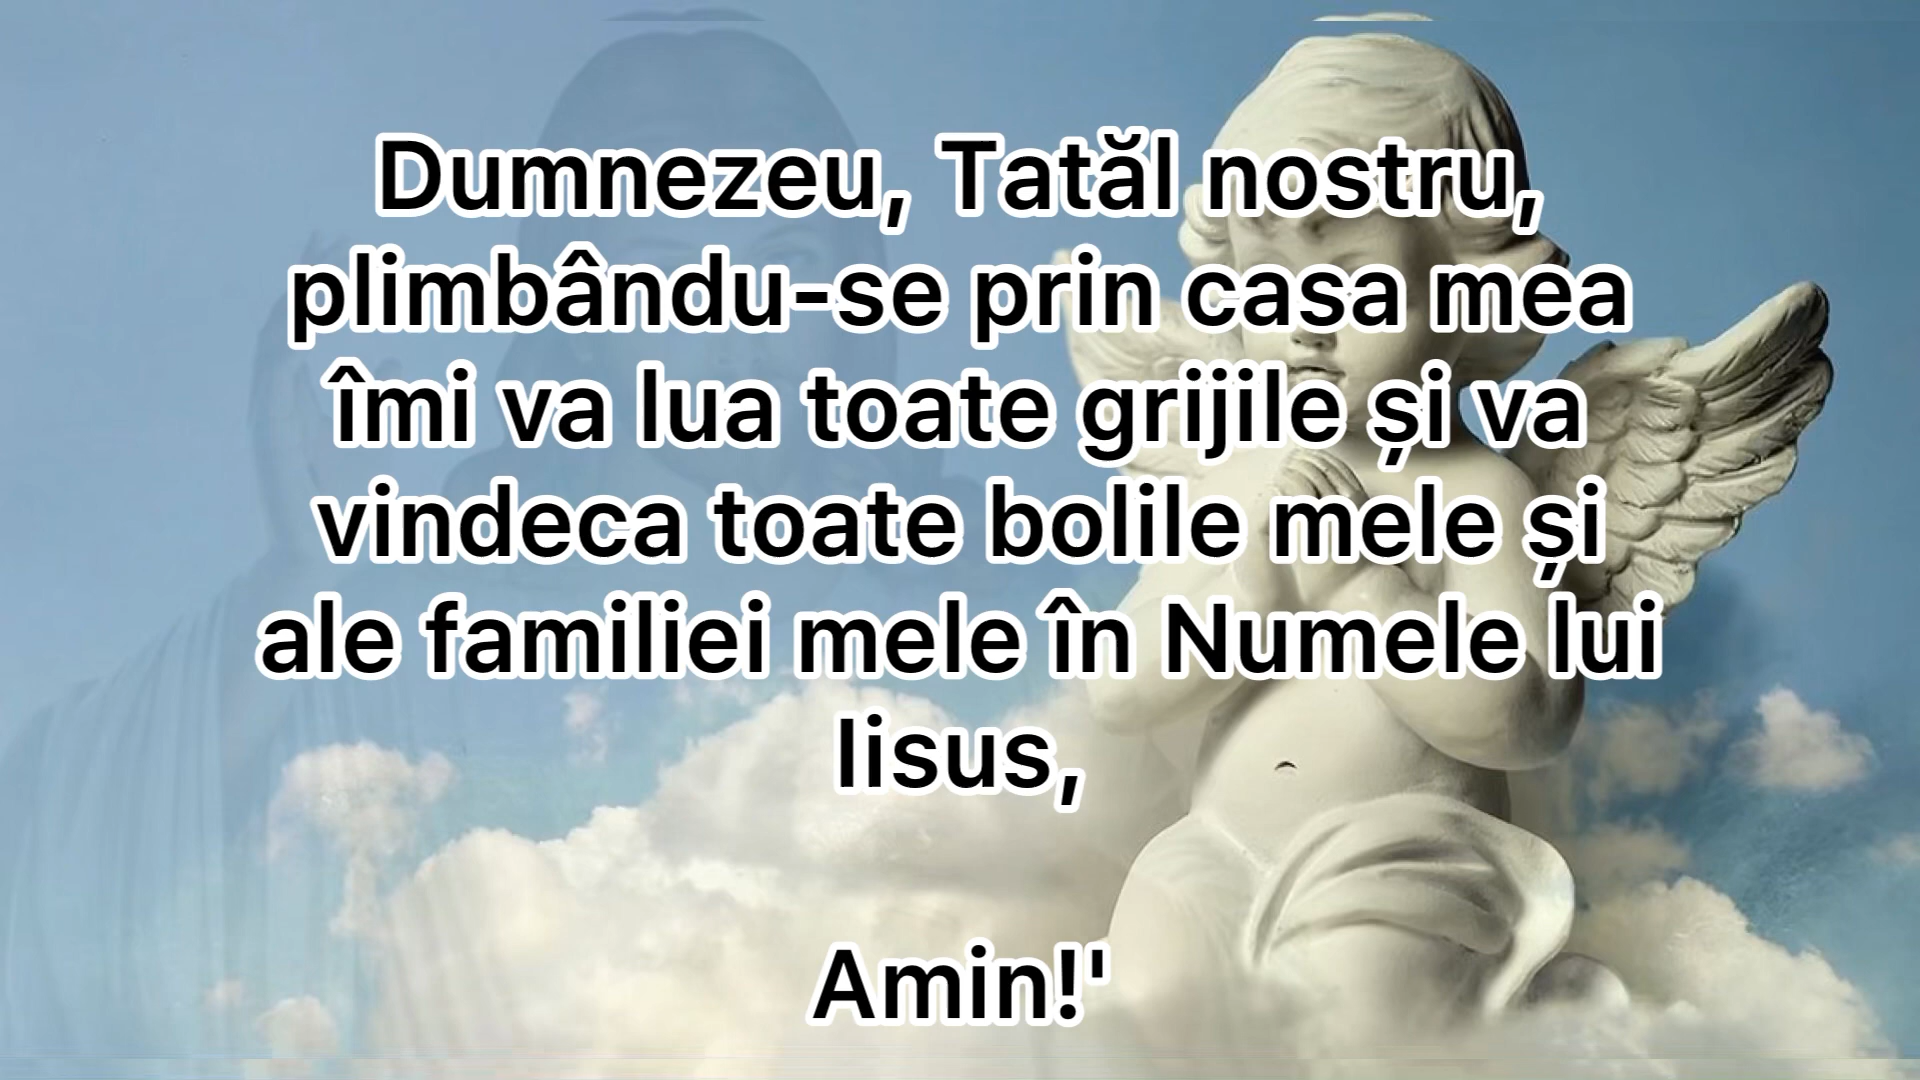 Dumnezeu, Tatăl nostru,
plimbându-se prin casa mea
îmi va lua toate grijile și va
vindeca toate bolile mele și
ale familiei mele în Numele lui
Iisus,
Amin!'